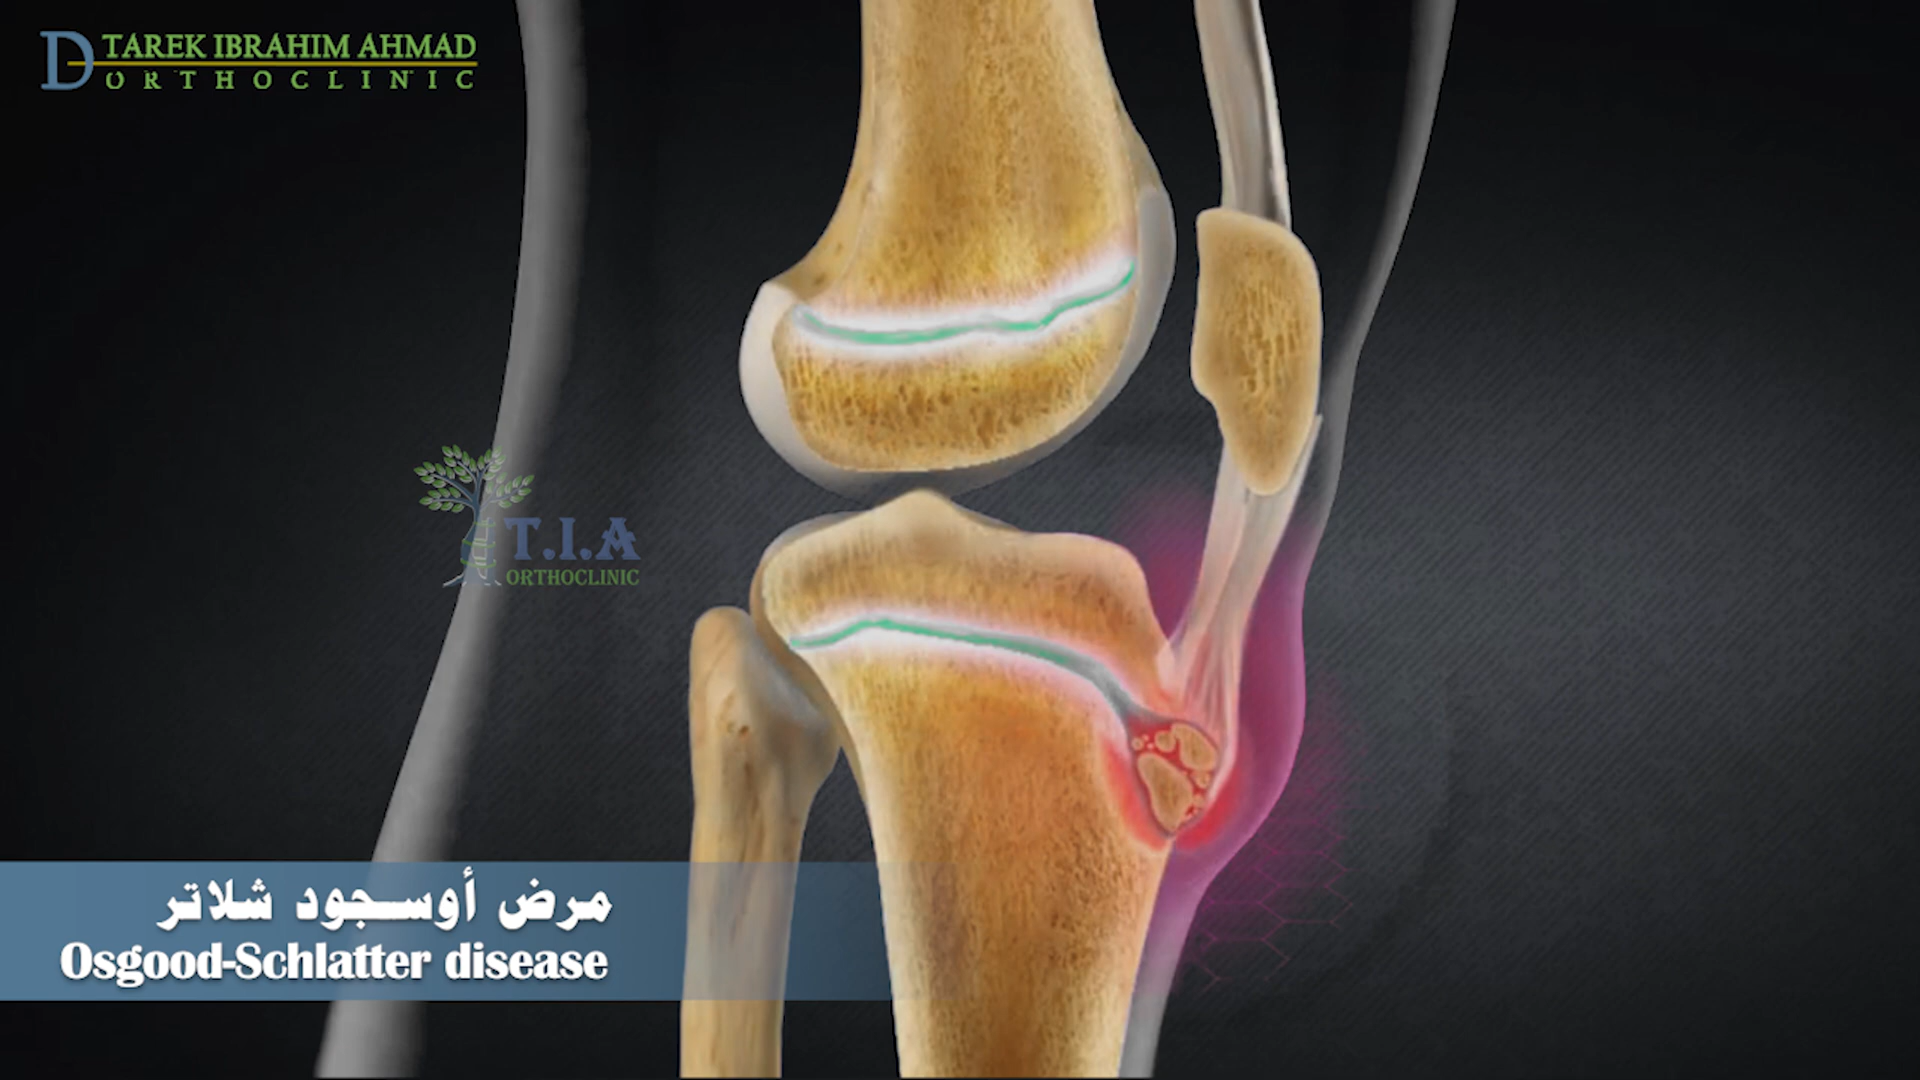 D TAREK IBRAHIM AHMAD
ORTHOCLINIC
T.I.A
ORTHOCLINIC
مرض أوسجود شلاتر
Osgood-Schlatter disease